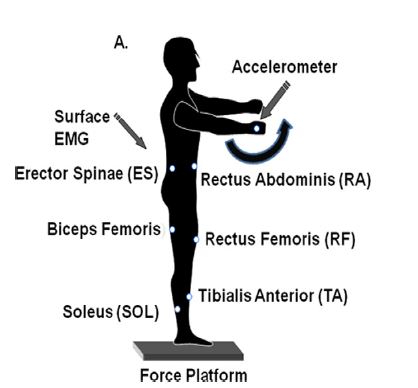 A.
Accelerometer
Surface
EMG
Erector Spinae (ES)
Rectus Abdominis (RA)
Biceps Femoris
Rectus Femoris (RF)
Tibialis Anterior (TA)
Soleus (SOL)
Force Platform